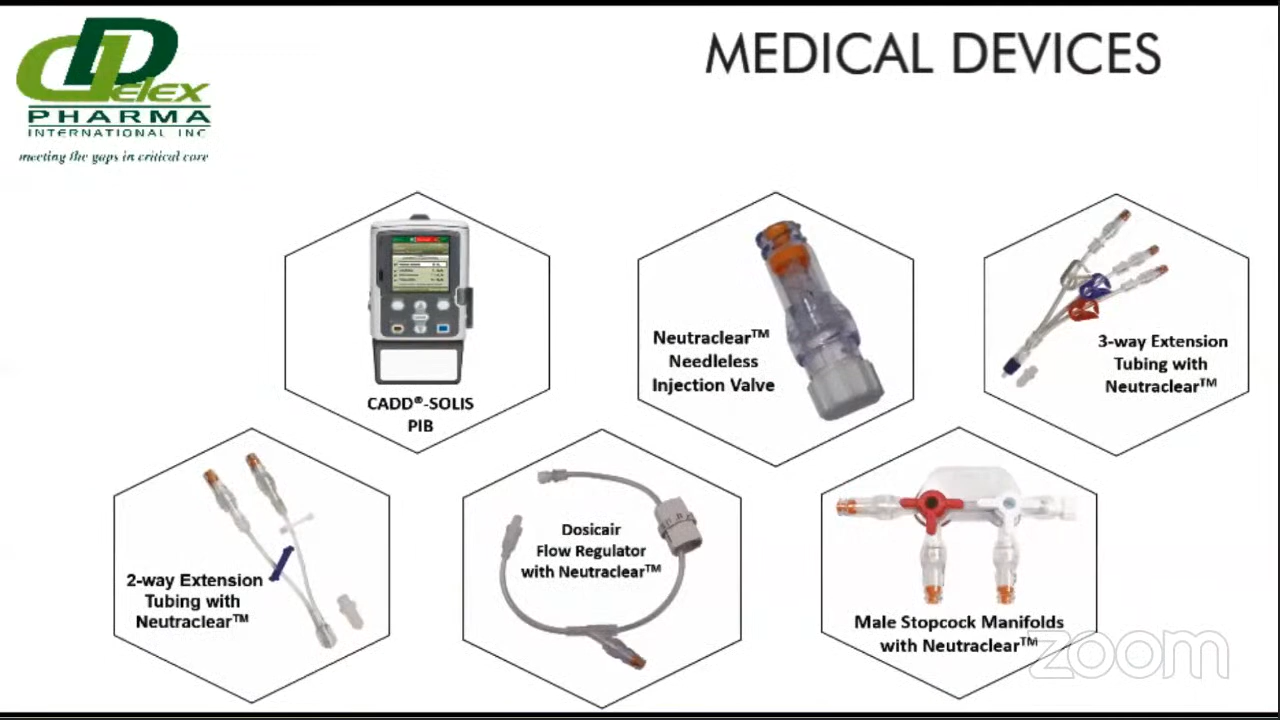 MEDICAL DEVICES
Delex
PHARMA
INTERNATIONAL INC
meeting the gaps in critical care
CADD®-SOLIS
PIB
Neutraclear™
Needleless
Injection Valve
3-way Extension
Tubing with
Neutraclear™
2-way Extension
Tubing with
Neutraclear™
Dosicair
Flow Regulator
with Neutraclear™
Male Stopcock Manifolds
with Neutraclear™
zoom